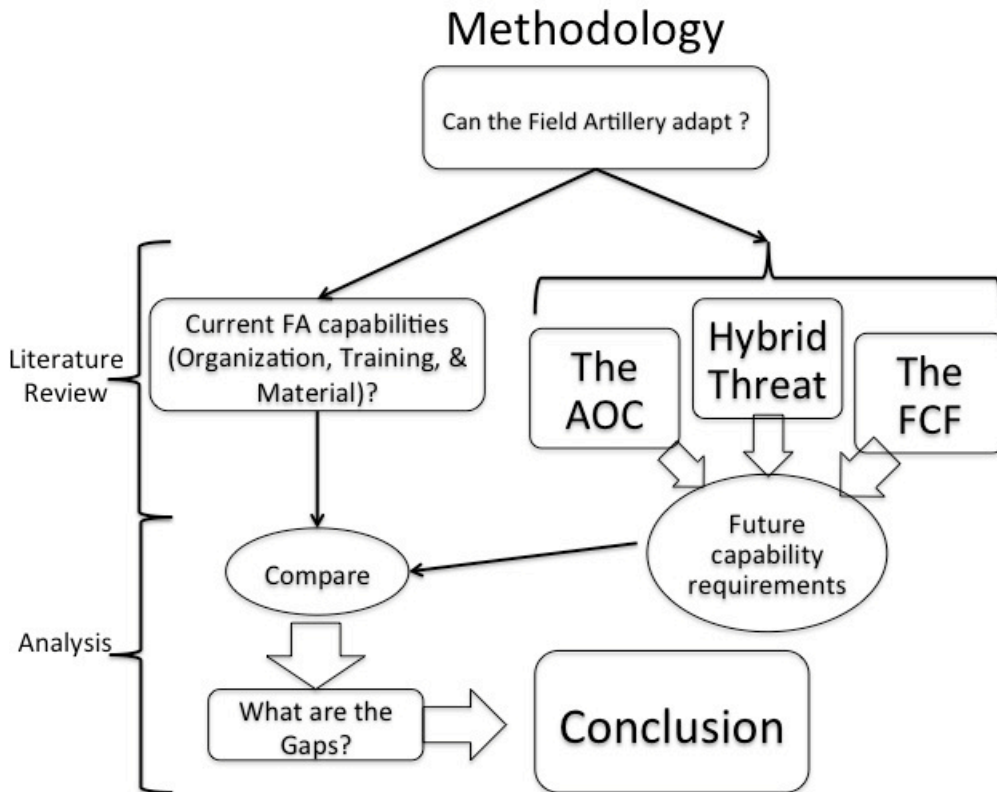 Methodology
Can the Field Artillery adapt ?
Literature
Review
Current FA capabilities
(Organization, Training, &
Material)?
The
AOC
Hybrid
Threat
The
FCF
Future
capability
requirements
Compare
Analysis
What are the
Gaps?
Conclusion